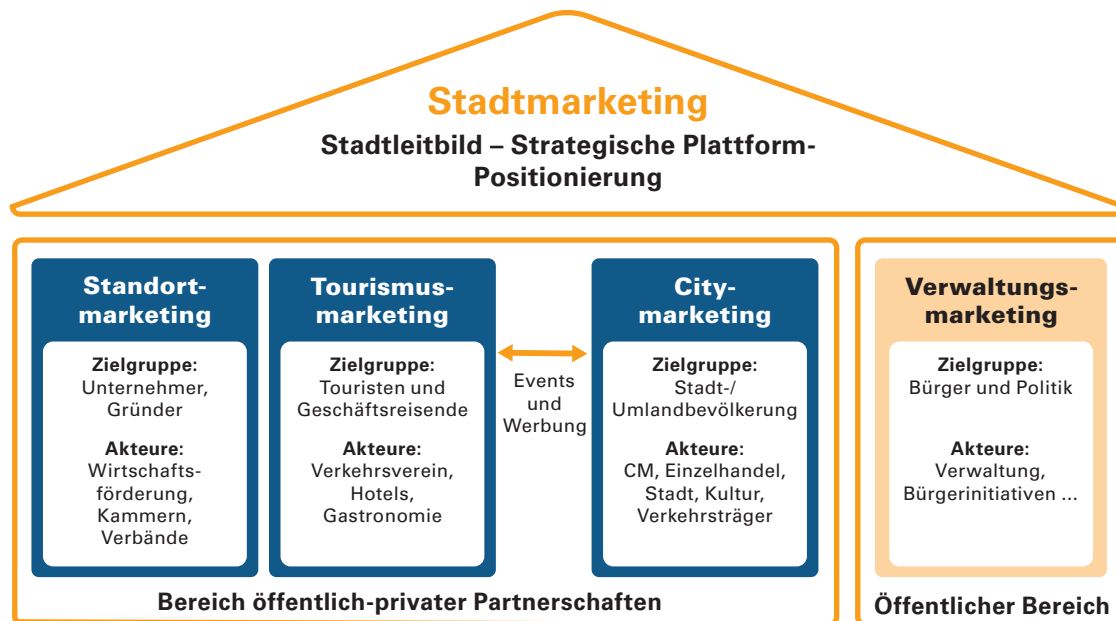 Stadtmarketing
Stadtleitbild – Strategische Plattform-
Positionierung
Standort-
marketing
Zielgruppe:
Unternehmer,
Gründer
Akteure:
Wirtschafts-
förderung,
Kammern,
Verbände
Tourismus-
marketing
Zielgruppe:
Touristen und
Geschäftsreisende
Akteure:
Verkehrsverein,
Hotels,
Gastronomie
Events
und
Werbung
City-
marketing
Zielgruppe:
Stadt-/
Umlandbevölkerung
Akteure:
CM, Einzelhandel,
Stadt, Kultur,
Verkehrsträger
Bereich öffentlich-privater Partnerschaften
Verwaltungs-
marketing
Zielgruppe:
Bürger und Politik
Akteure:
Verwaltung,
Bürgerinitiativen ...
Öffentlicher Bereich